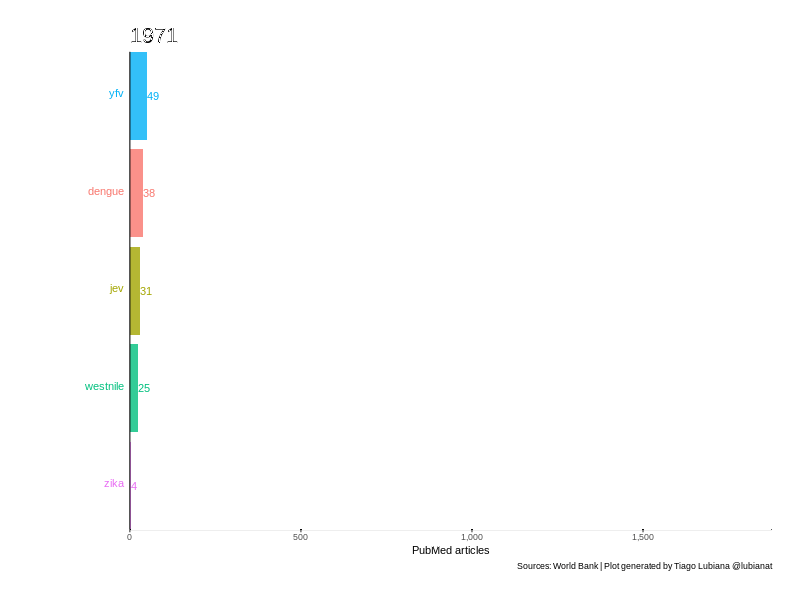 1971
yfv 49
dengue 38
jev 31
westnile 25
zika 4
0 500 1,000 1,500
PubMed articles
Sources: World Bank | Plot generated by Tiago Lubiana @lubianat